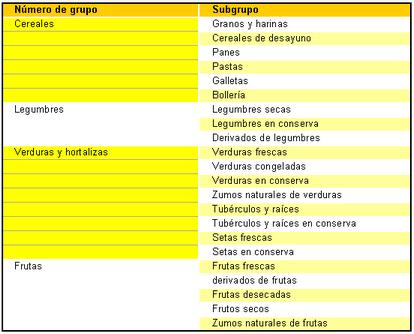 Número de grupo Subgrupo
Cereales Granos y harinas
Cereales de desayuno
Panes
Pastas
Galletas
Bollería
Legumbres Legumbres secas
Legumbres en conserva
Derivados de legumbres
Verduras y hortalizas Verduras frescas
Verduras congeladas
Verduras en conserva
Zumos naturales de verduras
Tubérculos y raíces
Tubérculos y raíces en conserva
Setas frescas
Setas en conserva
Frutas Frutas frescas
derivados de frutas
Frutas desecadas
Frutos secos
Zumos naturales de frutas